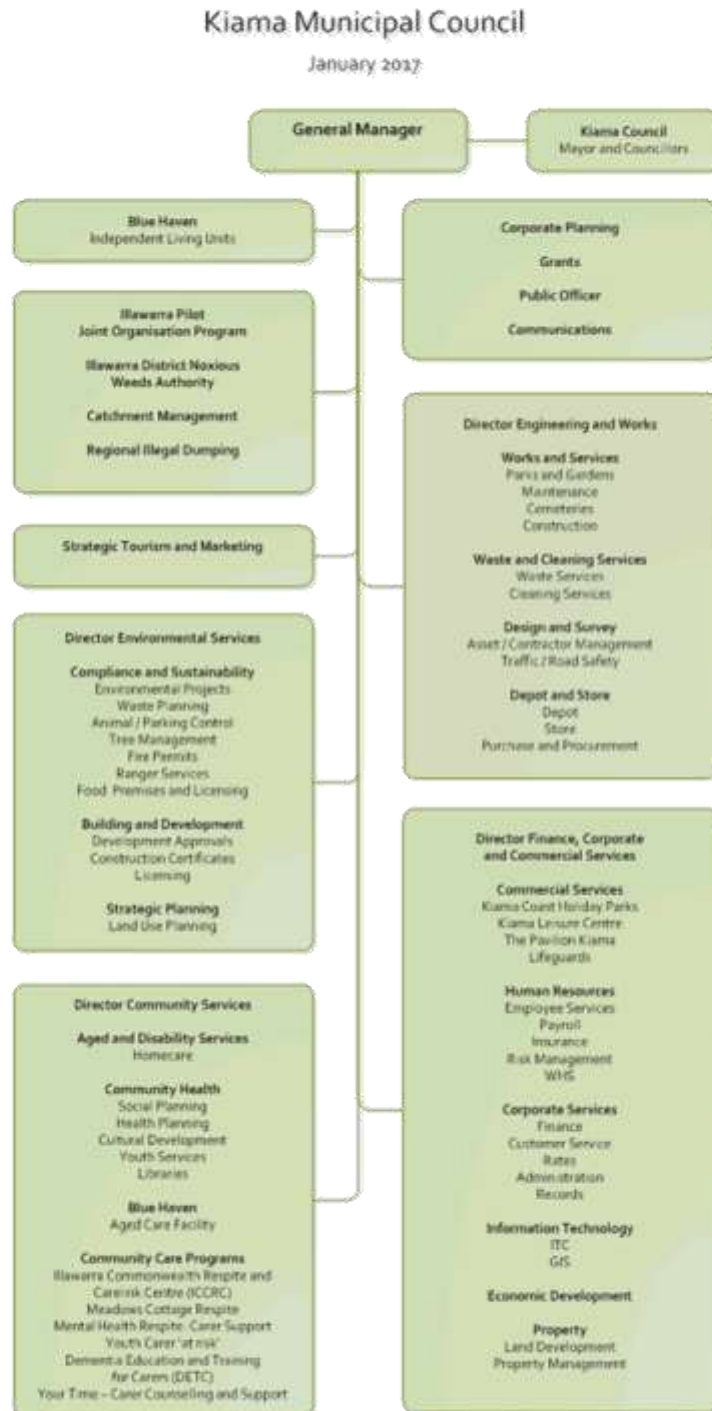 Kiama Municipal Council
January 2017
General Manager
Kiama Council
Mayor and Councillors
Blue Haven
Independent Living Units
Corporate Planning
Grants
Public Officer
Communications
Illawarra Pilot
Joint Organisation Program
Illawarra District Noxious
Weeds Authority
Catchment Management
Regional Illegal Dumping
Director Engineering and Works
Works and Services
Parks and Gardens
Maintenance
Cemeteries
Construction
Waste and Cleaning Services
Waste Services
Cleaning Services
Design and Survey
Asset / Contractor Management
Traffic / Road Safety
Depot and Store
Depot
Store
Purchase and Procurement
Strategic Tourism and Marketing
Director Environmental Services
Compliance and Sustainability
Environmental Projects
Waste Planning
Animal / Parking Control
Tree Management
Fire Permits
Ranger Services
Food Premises and Licensing
Building and Development
Development Approvals
Construction Certificates
Licensing
Strategic Planning
Land Use Planning
Director Finance, Corporate
and Commercial Services
Commercial Services
Kiama Coast Holiday Parks
Kiama Leisure Centre
The Pavilion Kiama
Lifeguards
Human Resources
Employee Services
Payroll
Insurance
Risk Management
WHS
Corporate Services
Finance
Customer Service
Rates
Administration
Records
Information Technology
ITC
GIS
Economic Development
Property
Land Development
Property Management
Director Community Services
Aged and Disability Services
Homecare
Community Health
Social Planning
Health Planning
Cultural Development
Youth Services
Libraries
Blue Haven
Aged Care Facility
Community Care Programs
Illawarra Commonwealth Respite and
Carelink Centre (ICCRC)
Meadows Cottage Respite
Mental Health Respite- Carer Support
Youth Carer 'at risk'
Dementia Education and Training
for Carers (DETC)
Your Time – Carer Counselling and Support